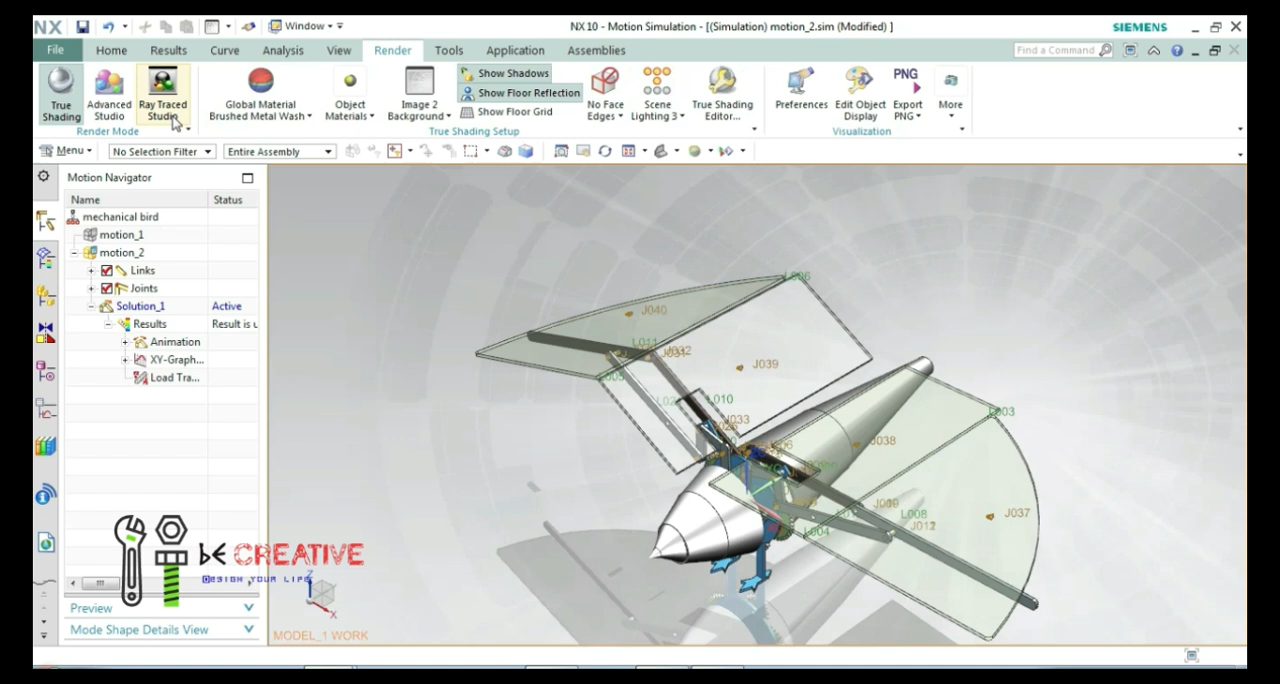 NX
Window
NX 10 - Motion Simulation - [(Simulation) motion_2.sim (Modified) ]
SIEMENS
File Home Results Curve Analysis View Render Tools Application Assemblies
Find a Command
True Shading
Advanced Studio
Ray Traced Studio
Render Mode
Global Material Brushed Metal Wash
Object Materials
Image 2 Background
Show Shadows
Show Floor Reflection
Show Floor Grid
No Face Edges
Scene Lighting 3
True Shading Editor...
True Shading Setup
Preferences
Edit Object Display
PNG
Export PNG
More
Visualization
Menu
No Selection Filter
Entire Assembly
Motion Navigator
Name Status
mechanical bird
motion_1
motion_2
Links
Joints
Solution_1 Active
Results Result is u
Animation
XY-Graph...
Load Tra...
bE CREATIVE
DESIGN YOUR LIFE
Preview
Mode Shape Details View
Z
X
MODEL_1 WORK
L006
J040
L011
J032
J039
L005
L010
J033
L003
J038
J037
L008
J012
L004